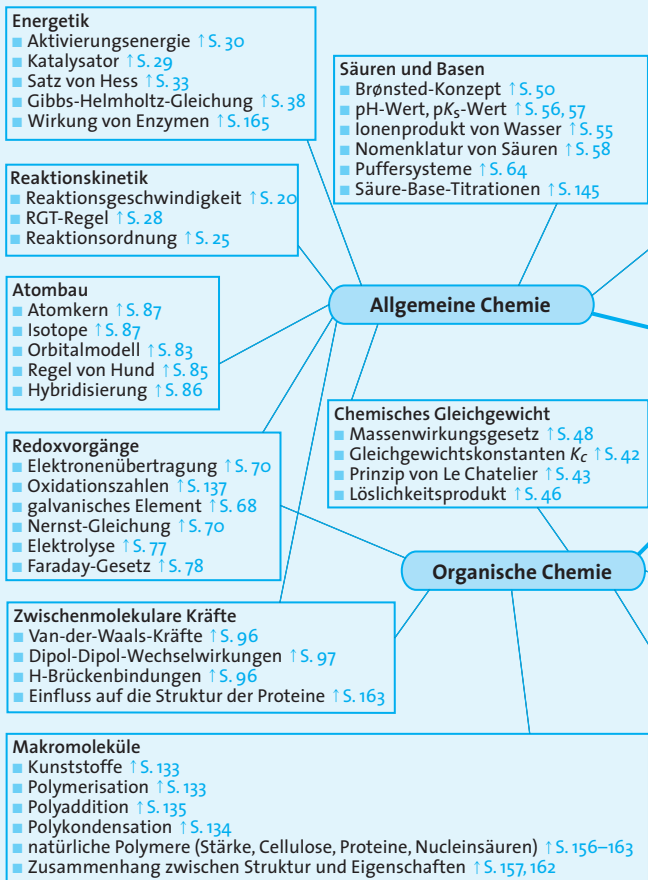 Energetik
■ Aktivierungsenergie ↑S. 30
■ Katalysator ↑S. 29
■ Satz von Hess ↑S. 33
■ Gibbs-Helmholtz-Gleichung ↑S. 38
■ Wirkung von Enzymen ↑S. 165
Säuren und Basen
■ Brønsted-Konzept ↑S. 50
■ pH-Wert, pKs-Wert ↑S. 56, 57
■ Ionenprodukt von Wasser ↑S. 55
■ Nomenklatur von Säuren ↑S. 58
■ Puffersysteme ↑S. 64
■ Säure-Base-Titrationen ↑S. 145
Reaktionskinetik
■ Reaktionsgeschwindigkeit ↑S. 20
■ RGT-Regel ↑S. 28
■ Reaktionsordnung ↑S. 25
Allgemeine Chemie
Atombau
■ Atomkern ↑S. 87
■ Isotope ↑S. 87
■ Orbitalmodell ↑S. 83
■ Regel von Hund ↑S. 85
■ Hybridisierung ↑S. 86
Chemisches Gleichgewicht
■ Massenwirkungsgesetz ↑S. 48
■ Gleichgewichtskonstanten Kc ↑S. 42
■ Prinzip von Le Chatelier ↑S. 43
■ Löslichkeitsprodukt ↑S. 46
Redoxvorgänge
■ Elektronenübertragung ↑S. 70
■ Oxidationszahlen ↑S. 137
■ galvanisches Element ↑S. 68
■ Nernst-Gleichung ↑S. 70
■ Elektrolyse ↑S. 77
■ Faraday-Gesetz ↑S. 78
Organische Chemie
Zwischenmolekulare Kräfte
■ Van-der-Waals-Kräfte ↑S. 96
■ Dipol-Dipol-Wechselwirkungen ↑S. 97
■ H-Brückenbindungen ↑S. 96
■ Einfluss auf die Struktur der Proteine ↑S. 163
Makromoleküle
■ Kunststoffe ↑S. 133
■ Polymerisation ↑S. 133
■ Polyaddition ↑S. 135
■ Polykondensation ↑S. 134
■ natürliche Polymere (Stärke, Cellulose, Proteine, Nucleinsäuren) ↑S. 156–163
■ Zusammenhang zwischen Struktur und Eigenschaften ↑S. 157, 162